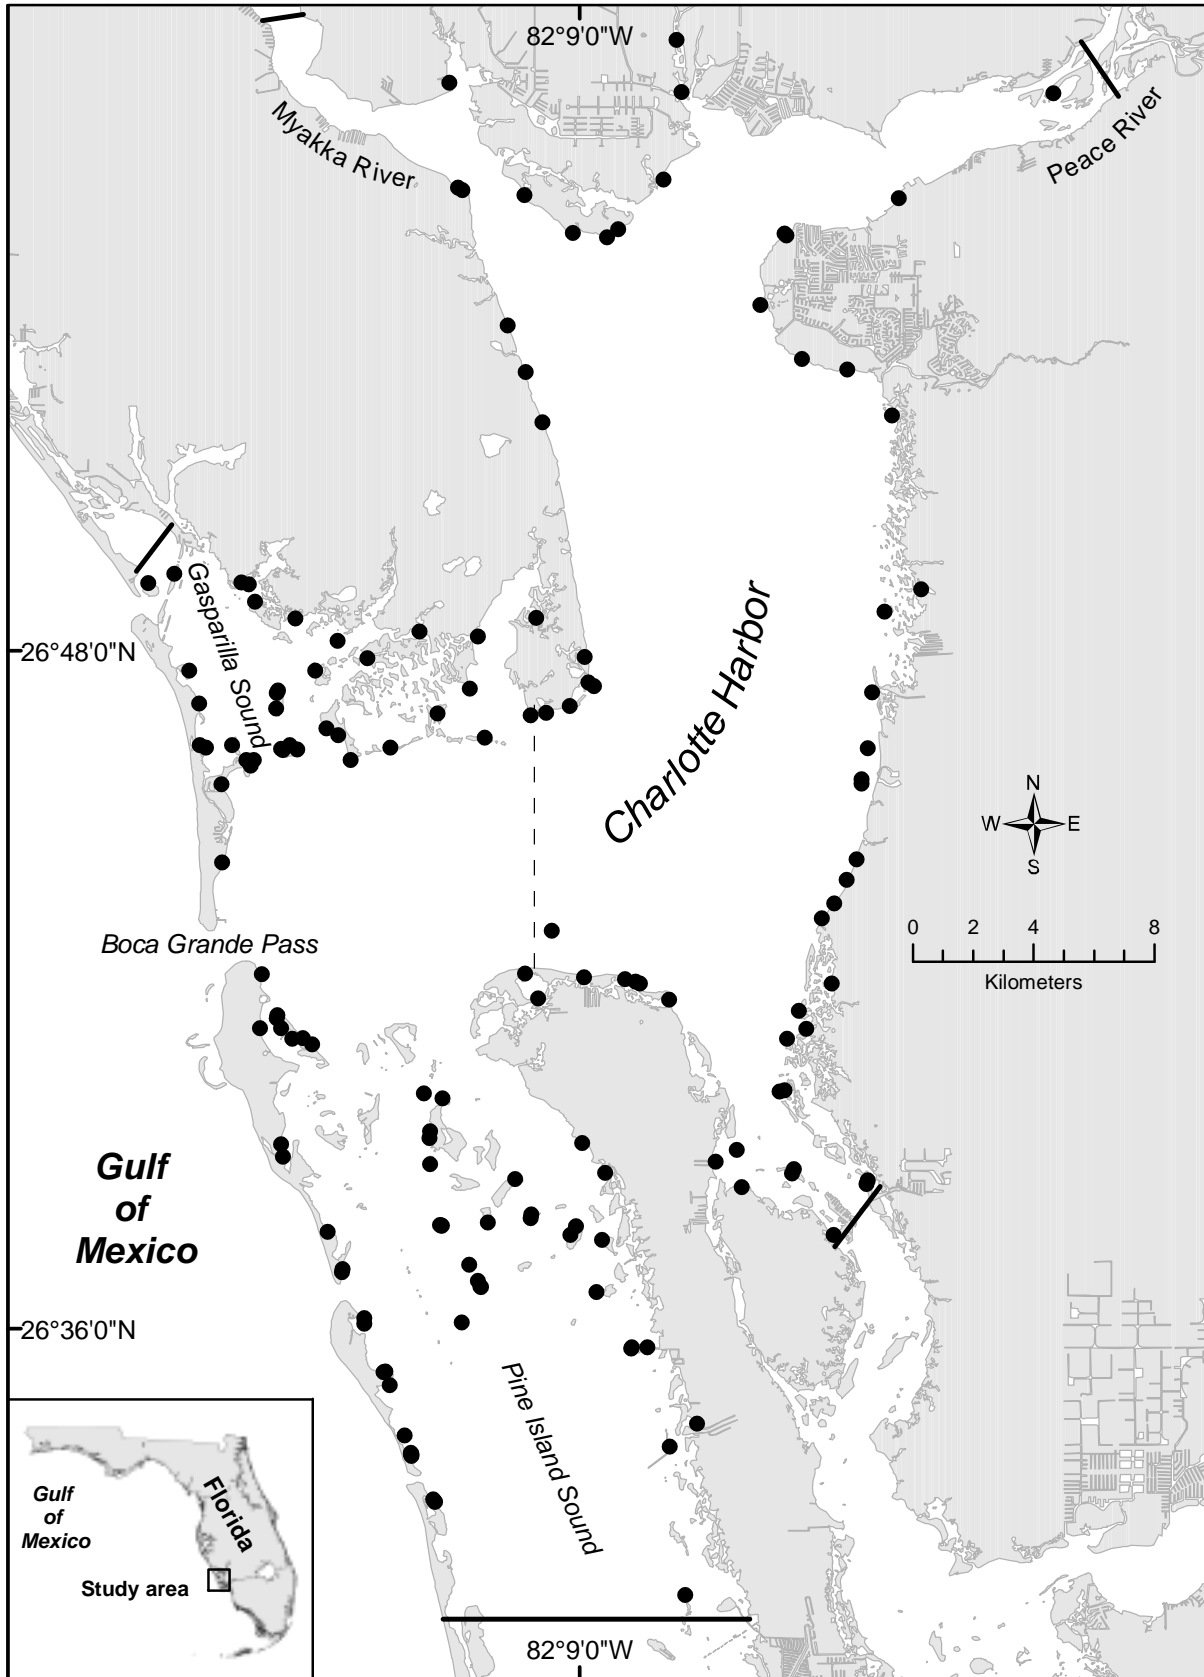 82°9'0"W
Myakka River
Peace River
Gasparilla Sound
26°48'0"N
Charlotte Harbor
N
W E
S
0 2 4 8
Kilometers
Boca Grande Pass
Gulf
of
Mexico
26°36'0"N
Pine Island Sound
Florida
Gulf
of
Mexico
Study area
82°9'0"W